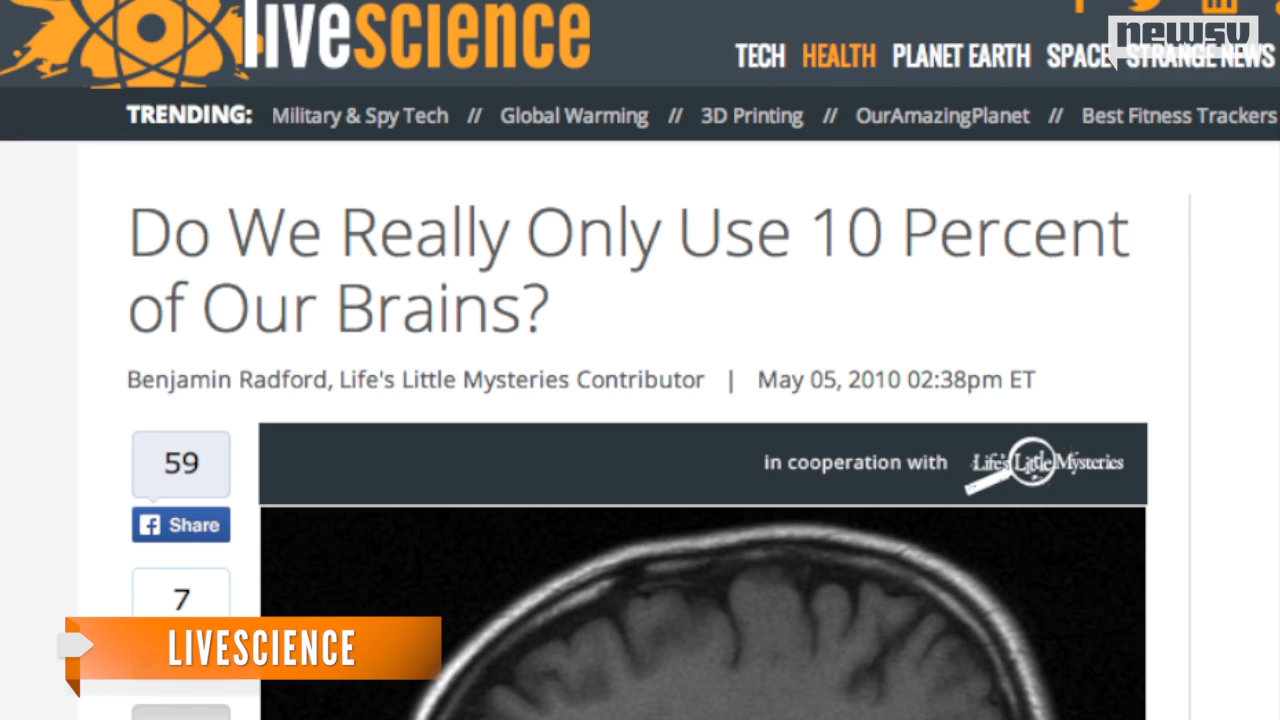 livescience
newsy
TECH HEALTH PLANET EARTH SPACE STRANGE NEWS
TRENDING: Military & Spy Tech // Global Warming // 3D Printing // OurAmazingPlanet // Best Fitness Trackers
Do We Really Only Use 10 Percent
of Our Brains?
Benjamin Radford, Life's Little Mysteries Contributor | May 05, 2010 02:38pm ET
59
in cooperation with Life's Little Mysteries
Share
7
LIVESCIENCE